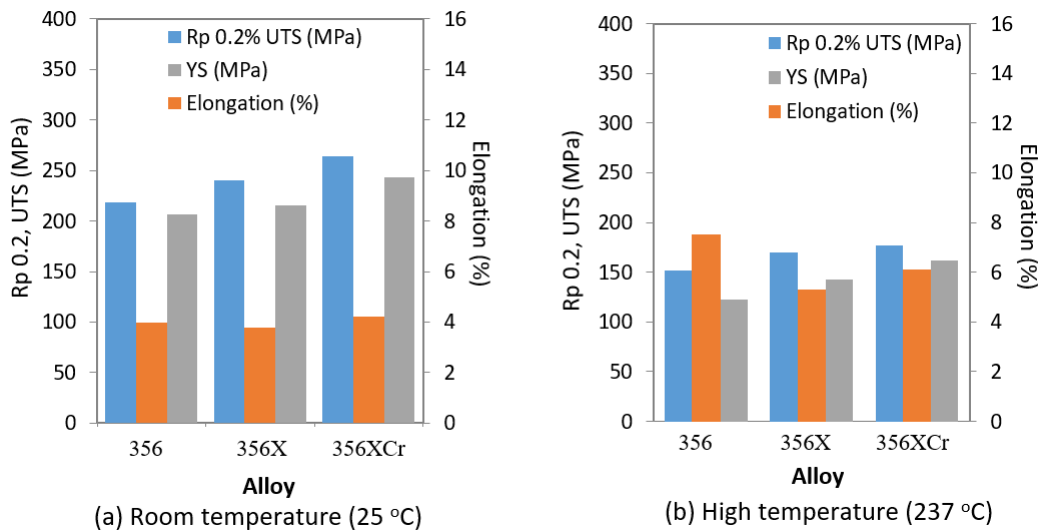 400
350
300
250
200
150
100
50
0
Rp 0.2, UTS (MPa)
Rp 0.2% UTS (MPa)
YS (MPa)
Elongation (%)
16
14
12
10
8
6
4
2
0
Elongation
(%)
356
356X
356XCr
Alloy
(a) Room temperature (25 °C)
400
350
300
250
200
150
100
50
0
Rp 0.2, UTS (MPa)
Rp 0.2% UTS (MPa)
YS (MPa)
Elongation (%)
16
14
12
10
8
6
4
2
0
Elongation
(%)
356
356X
356XCr
Alloy
(b) High temperature (237 °C)